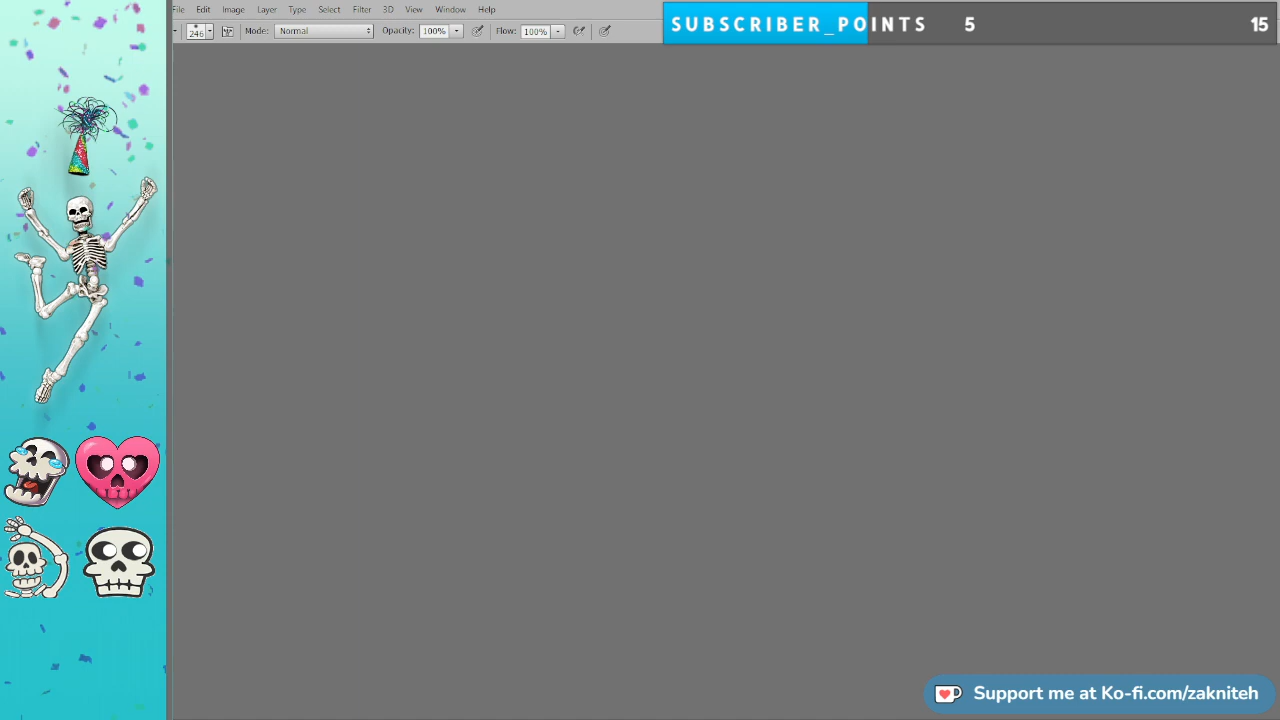 File Edit Image Layer Type Select Filter 3D View Window Help
246 Mode: Normal Opacity: 100% Flow: 100%
SUBSCRIBER_POINTS 5 15
Support me at Ko-fi.com/zakniteh